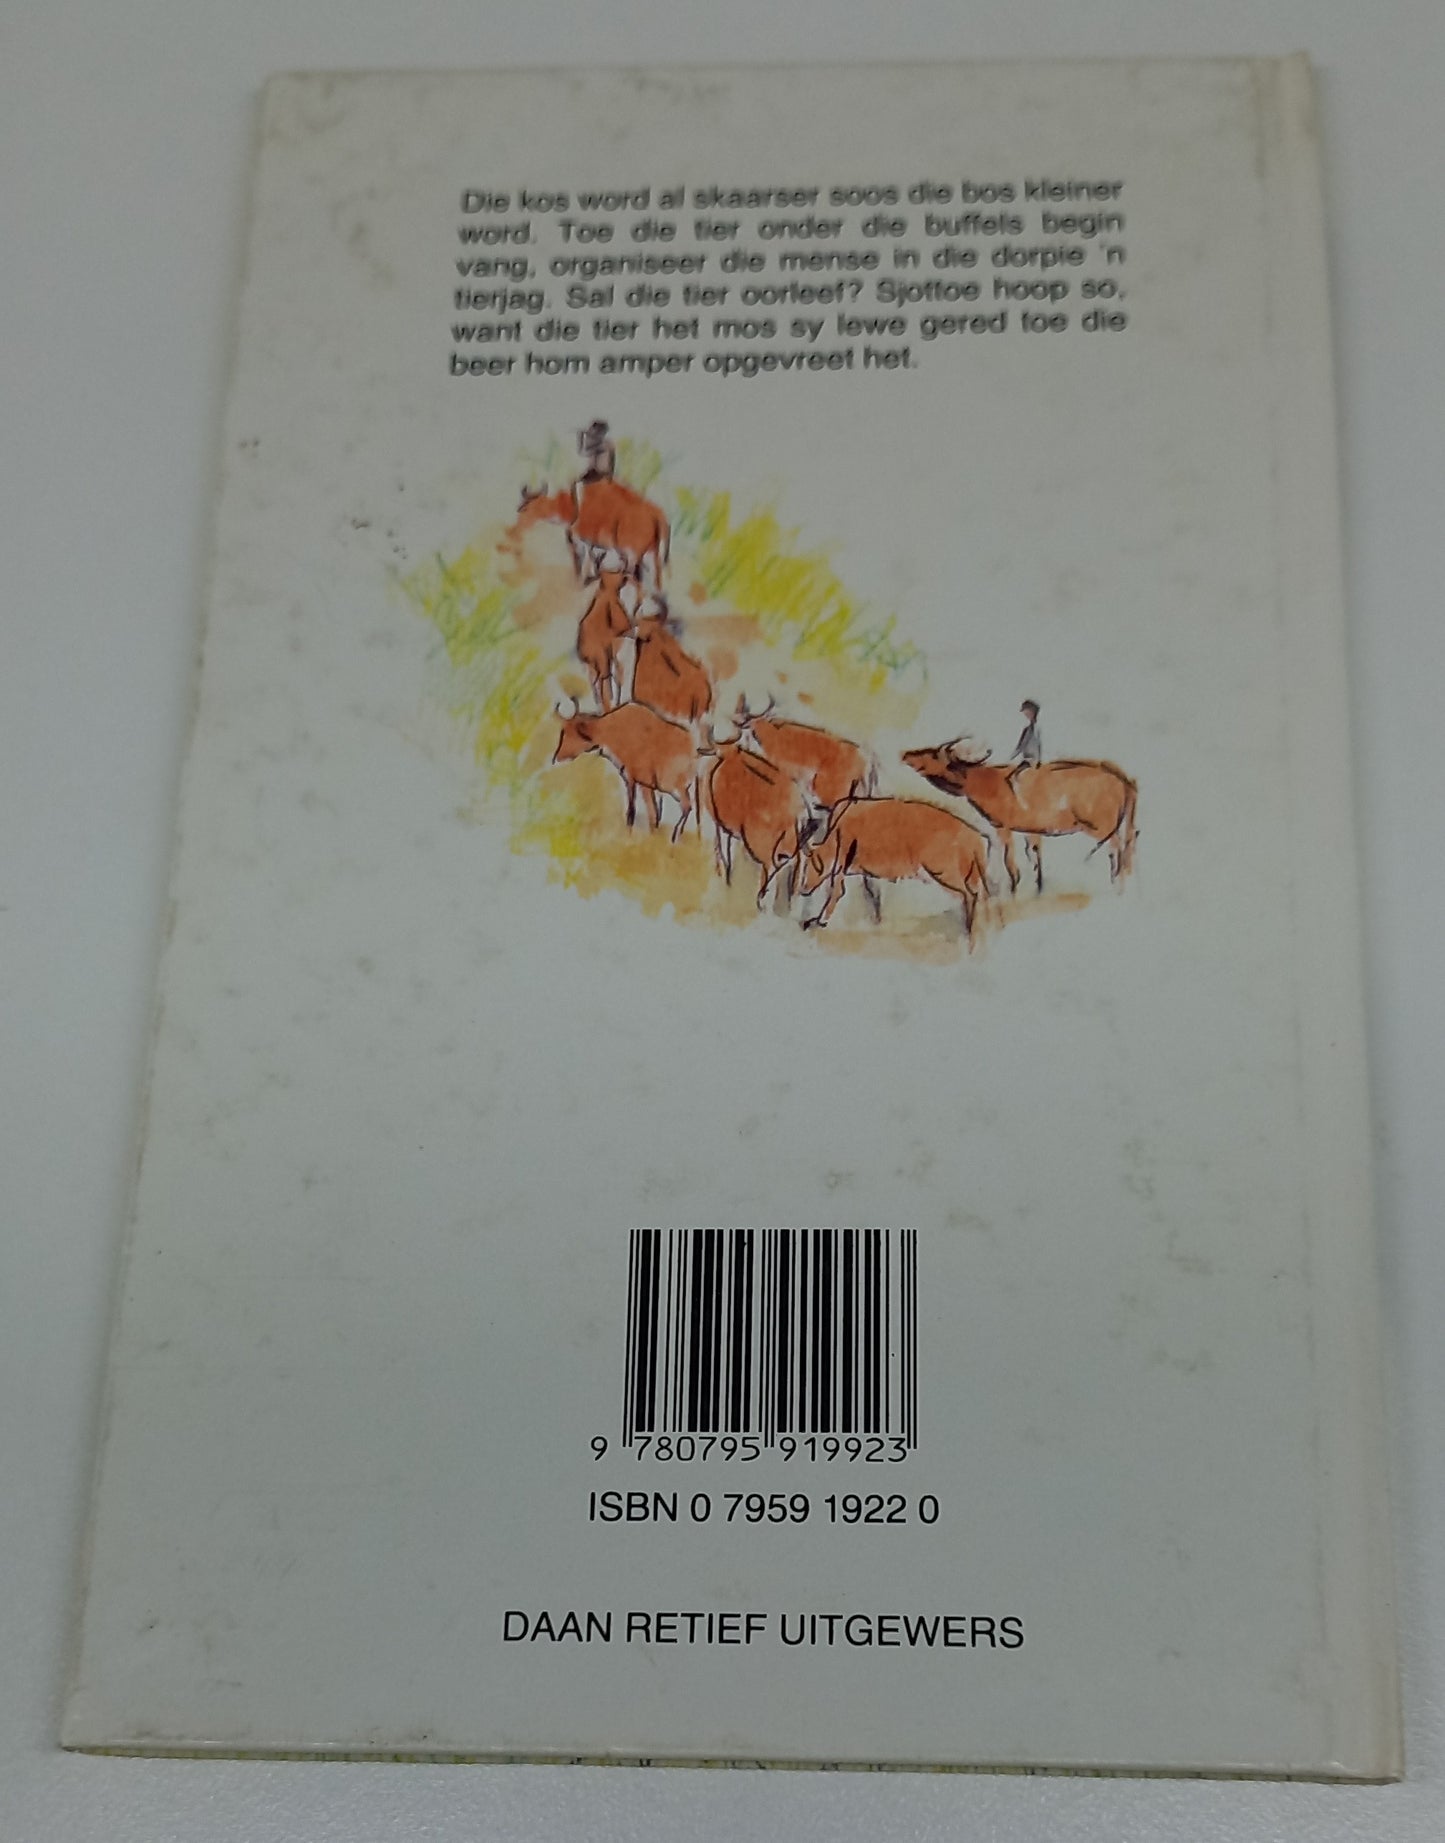 Die kos word al skaarser soos die bos kleiner
word. Toe die tier onder die buffels begin
vang, organiseer die mense in die dorpie 'n
tierjag. Sal die tier oorleef? Sjottoe hoop so,
want die tier het mos sy lewe gered toe die
beer hom amper opgevreet het.
9 780795 919923
ISBN 0 7959 1922 0
DAAN RETIEF UITGEWERS